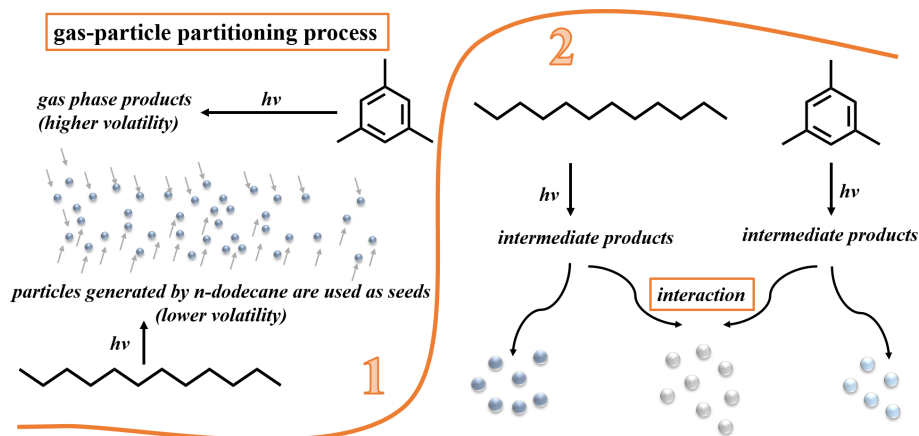 gas-particle partitioning process
gas phase products
(higher volatility)
hv
particles generated by n-dodecane are used as seeds
(lower volatility)
hv
1
2
hv
hv
intermediate products
intermediate products
interaction